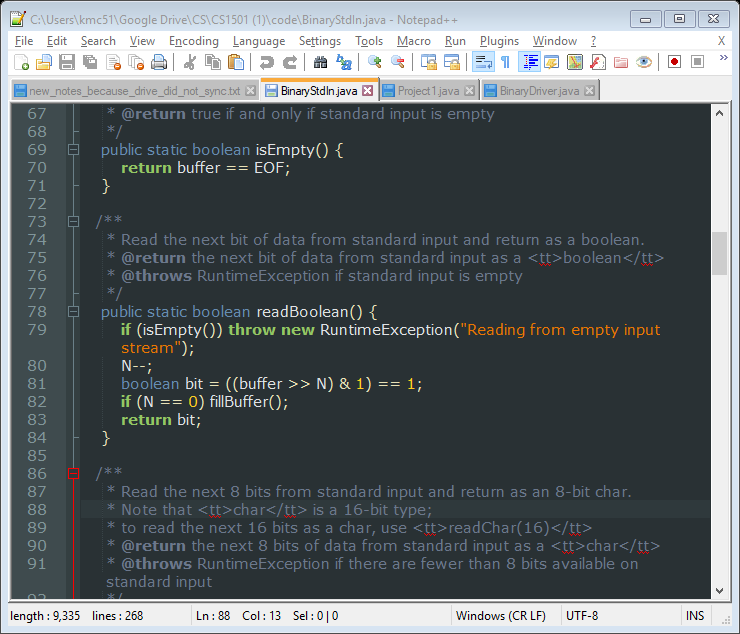 C:\Users\kmc51\Google Drive\CS\CS1501 (1)\code\BinaryStdIn.java - Notepad++
File Edit Search View Encoding Language Settings Tools Macro Run Plugins Window ? X
new_notes_because_drive_did_not_sync.txt BinaryStdIn.java Project1.java BinaryDriver.java
67 * @return true if and only if standard input is empty
68 */
69 public static boolean isEmpty() {
70 return buffer == EOF;
71 }
72
73 /**
74 * Read the next bit of data from standard input and return as a boolean.
75 * @return the next bit of data from standard input as a <tt>boolean</tt>
76 * @throws RuntimeException if standard input is empty
77 */
78 public static boolean readBoolean() {
79 if (isEmpty()) throw new RuntimeException("Reading from empty input
stream");
80 N--;
81 boolean bit = ((buffer >> N) & 1) == 1;
82 if (N == 0) fillBuffer();
83 return bit;
84 }
85
86 /**
87 * Read the next 8 bits from standard input and return as an 8-bit char.
88 * Note that <tt>char</tt> is a 16-bit type;
89 * to read the next 16 bits as a char, use <tt>readChar(16)</tt>
90 * @return the next 8 bits of data from standard input as a <tt>char</tt>
91 * @throws RuntimeException if there are fewer than 8 bits available on
standard input
92 */
length : 9,335 lines : 268 Ln : 88 Col : 13 Sel : 0 | 0 Windows (CR LF) UTF-8 INS